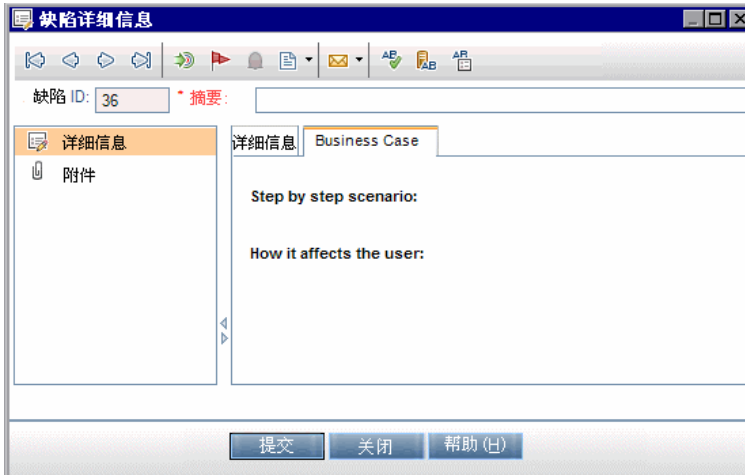 缺陷详细信息
缺陷 ID: 36 * 摘要:
详细信息
附件
详细信息 Business Case
Step by step scenario:
How it affects the user:
提交 关闭 帮助(H)